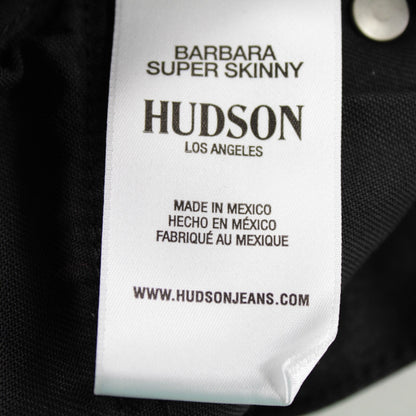 BARBARA
SUPER SKINNY
HUDSON
LOS ANGELES
MADE IN MEXICO
HECHO EN MÉXICO
FABRIQUÉ AU MEXIQUE
WWW.HUDSONJEANS.COM